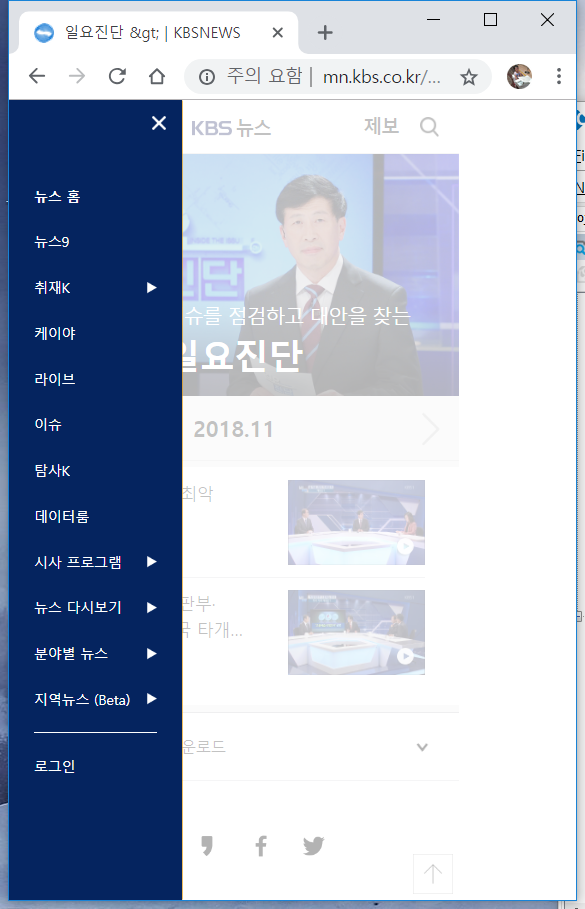 일요진단 &gt; | KBSNEWS
주의 요함 | mn.kbs.co.kr/...
KBS 뉴스
제보
뉴스 홈
뉴스9
취재K
케이야
라이브
이슈
탐사K
데이터룸
시사 프로그램
뉴스 다시보기
분야별 뉴스
지역뉴스 (Beta)
로그인
진단
슈를 점검하고 대안을 찾는
일요진단
2018.11
최악
판부·
국 타개...
운로드